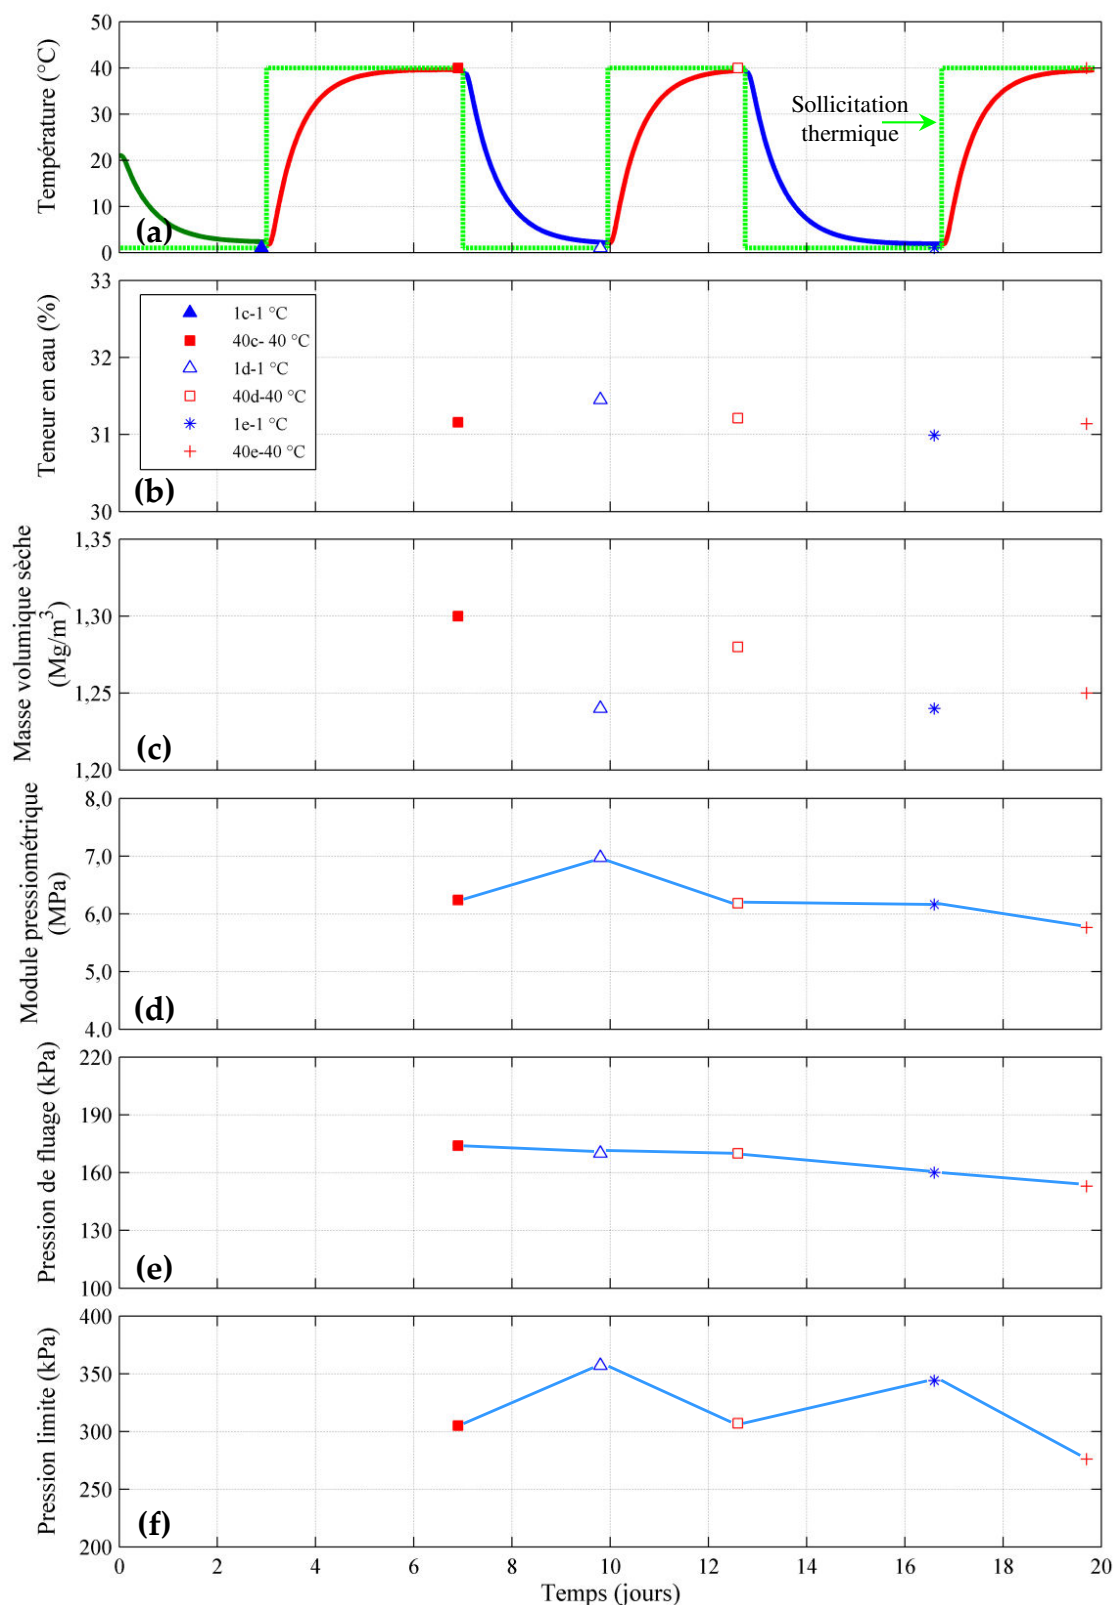 50
40
30
20
10
0
Température (°C)
Sollicitation
thermique
(a)
33
32
31
30
Teneur en eau (%)
1c-1 °C
40c- 40 °C
1d-1 °C
40d-40 °C
1e-1 °C
40e-40 °C
(b)
1,35
1,30
1,25
1,20
Masse volumique sèche
(Mg/m³)
(c)
8,0
7,0
6,0
5,0
4,0
Module pressiométrique
(MPa)
(d)
220
190
160
130
100
Pression de fluage (kPa)
(e)
400
350
300
250
200
Pression limite (kPa)
(f)
0 2 4 6 8 10 12 14 16 18 20
Temps (jours)